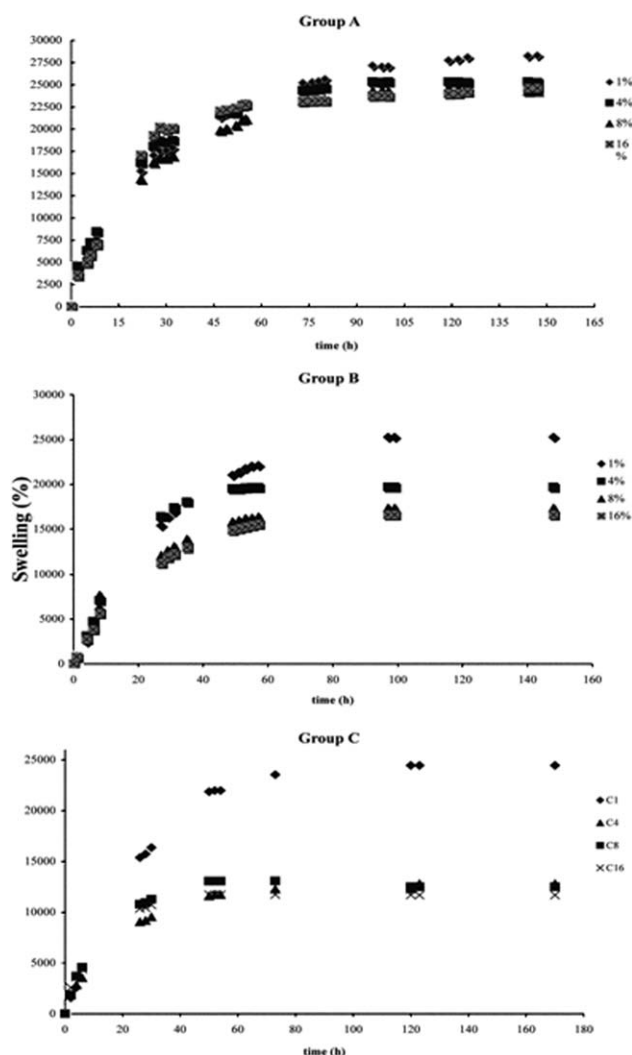 Group A
30000
27500
25000
22500
20000
17500
15000
12500
10000
7500
5000
2500
0
0 15 30 45 60 75 90 105 120 135 150 165
time (h)
1%
4%
8%
16
%
Group B
Swelling (%)
30000
25000
20000
15000
10000
5000
0
0 20 40 60 80 100 120 140 160
time (h)
1%
4%
8%
16%
Group C
25000
20000
15000
10000
5000
0
0 20 40 60 80 100 120 140 160 180
time (h)
C1
C4
C8
C16